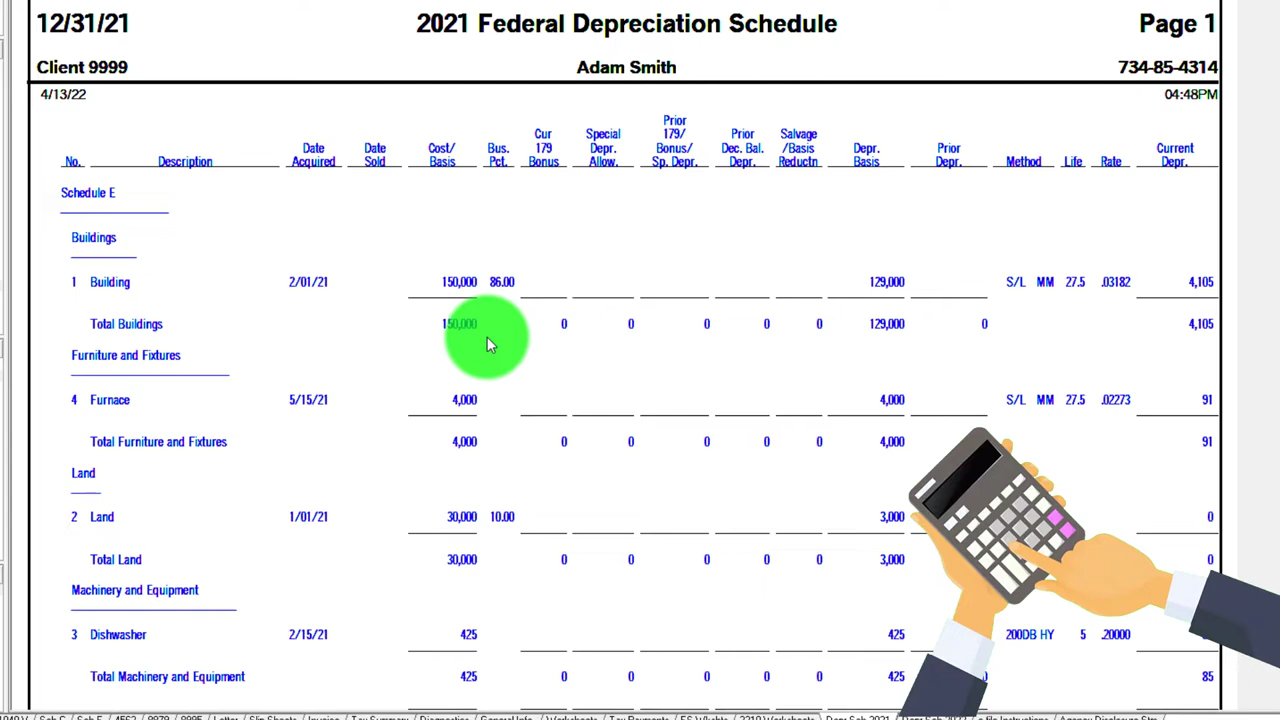 12/31/21 2021 Federal Depreciation Schedule Page 1
Client 9999 Adam Smith 734-85-4314
4/13/22 04:48PM
No. Description Date Acquired Date Sold Cost/ Basis Bus. Pct. Cur 179 Bonus Special Depr. Allow. Prior 179/ Bonus/ Sp. Depr. Prior Dec. Bal. Depr. Salvage /Basis Reductn Depr. Basis Prior Depr. Method Life Rate Current Depr.
Schedule E
Buildings
1 Building 2/01/21 150,000 86.00 129,000 S/L MM 27.5 .03182 4,105
Total Buildings 150,000 0 0 0 0 0 129,000 0 4,105
Furniture and Fixtures
4 Furnace 5/15/21 4,000 4,000 S/L MM 27.5 .02273 91
Total Furniture and Fixtures 4,000 0 0 0 0 0 4,000 91
Land
2 Land 1/01/21 30,000 10.00 3,000 0
Total Land 30,000 0 0 0 0 0 3,000 0
Machinery and Equipment
3 Dishwasher 2/15/21 425 425 200DB HY 5 .20000
Total Machinery and Equipment 425 0 0 0 0 0 425 0 85